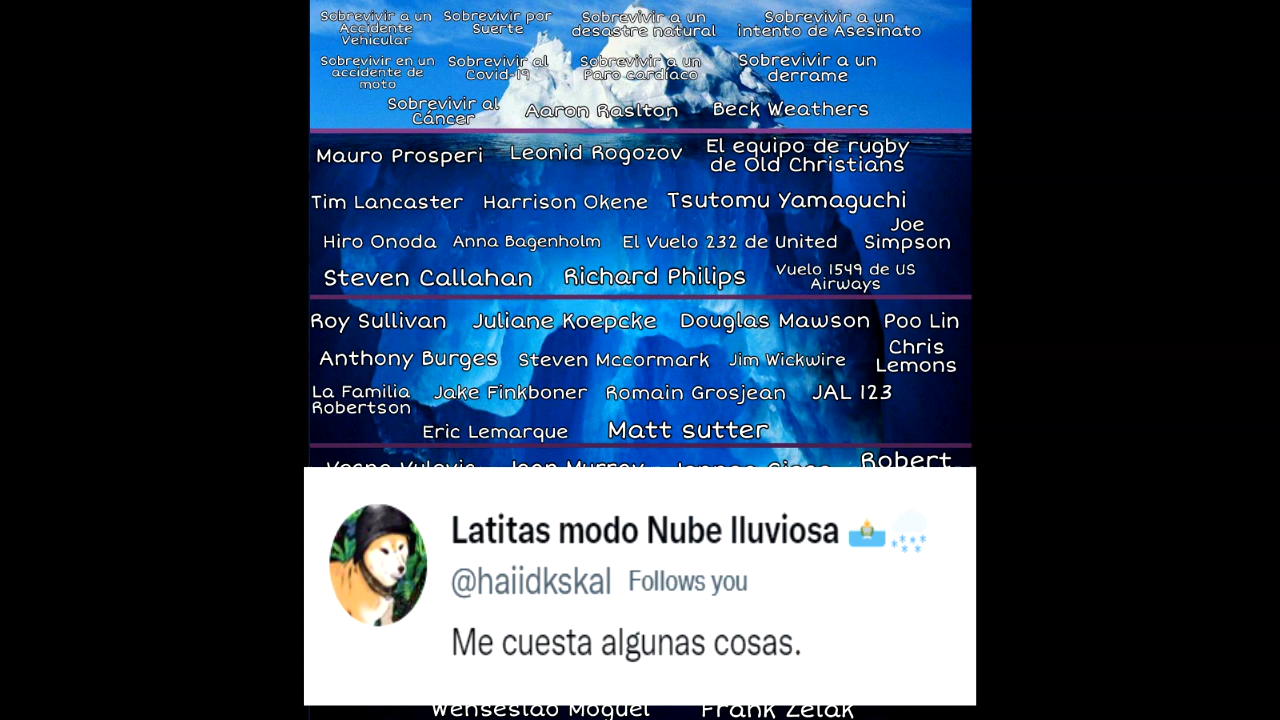 Sobrevivir a un Accidente Vehicular
Sobrevivir por Suerte
Sobrevivir a un desastre natural
Sobrevivir a un intento de Asesinato
Sobrevivir en un accidente de moto
Sobrevivir al Covid-19
Sobrevivir a un Paro cardíaco
Sobrevivir a un derrame
Sobrevivir al Cáncer
Aaron Raslton
Beck Weathers
Mauro Prosperi
Leonid Rogozov
El equipo de rugby de Old Christians
Tim Lancaster
Harrison Okene
Tsutomu Yamaguchi
Hiro Onoda
Anna Bagenholm
El Vuelo 232 de United
Joe Simpson
Steven Callahan
Richard Philips
Vuelo 1549 de US Airways
Roy Sullivan
Juliane Koepcke
Douglas Mawson
Poo Lin
Anthony Burges
Steven Mccormark
Jim Wickwire
Chris Lemons
La Familia Robertson
Jake Finkboner
Romain Grosjean
JAL 123
Eric Lemarque
Matt sutter
Robert
Latitas modo Nube lluviosa
@haiidkskal Follows you
Me cuesta algunas cosas.
Wenseslao Moguel
Frank Zelak